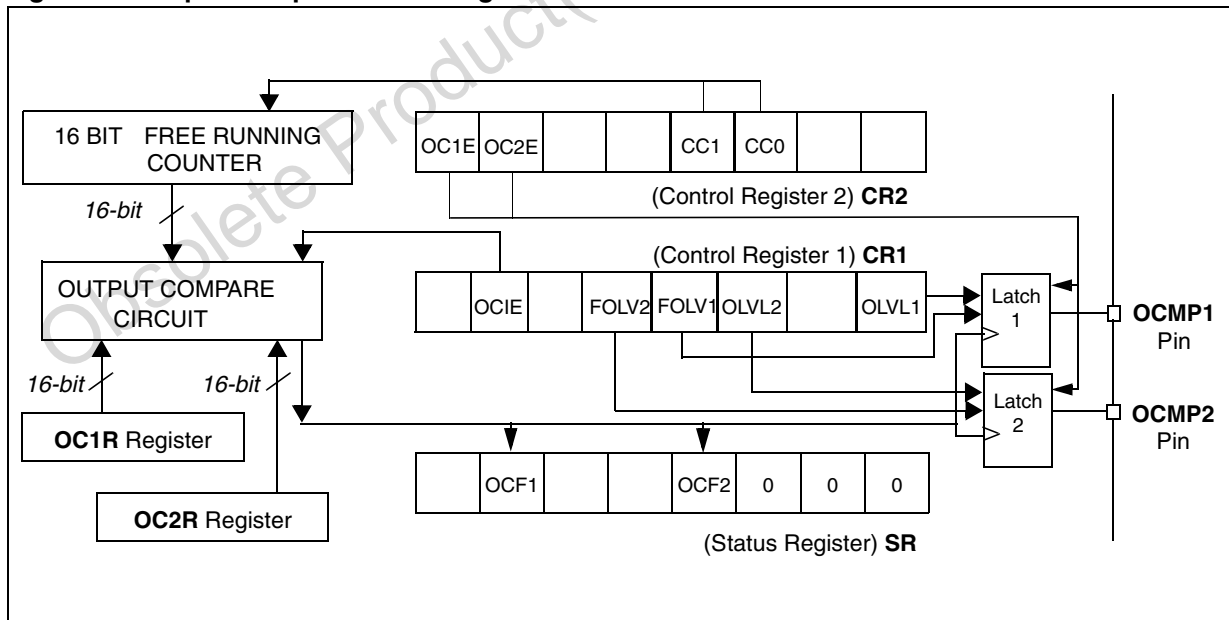 Obsolete Product(
16 BIT FREE RUNNING
COUNTER
OC1E OC2E CC1 CC0
(Control Register 2) CR2
16-bit
(Control Register 1) CR1
OUTPUT COMPARE
CIRCUIT
OCIE FOLV2 FOLV1 OLVL2 OLVL1
Latch
1
OCMP1
Pin
16-bit 16-bit
Latch
2
OCMP2
Pin
OC1R Register
OCF1 OCF2 0 0 0
OC2R Register
(Status Register) SR